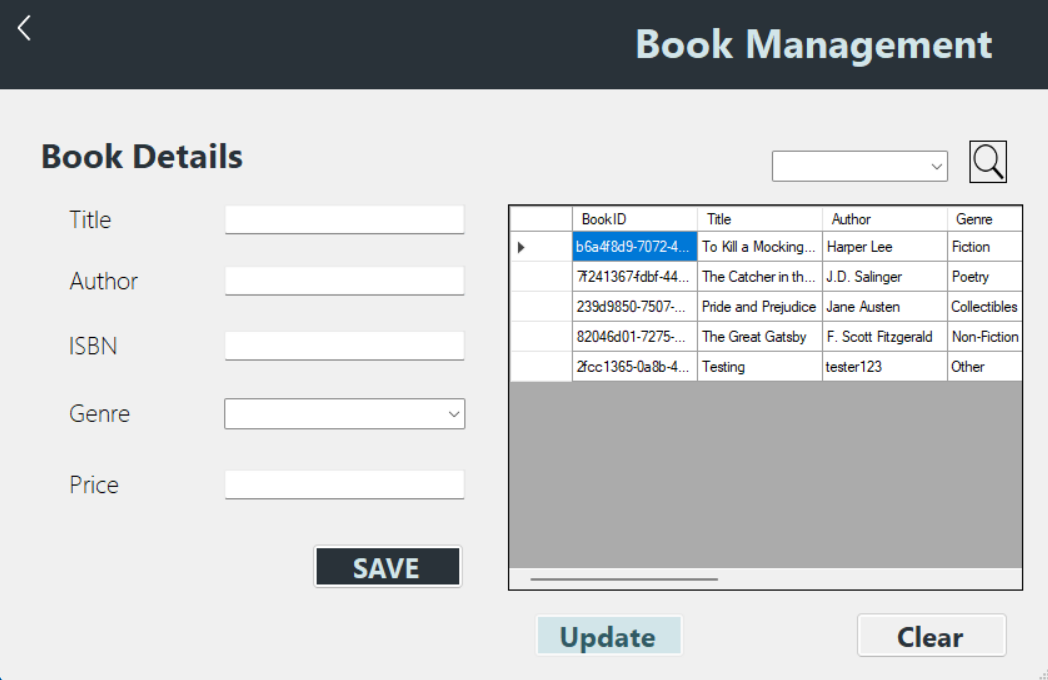 Book Management
Book Details
Title
Author
ISBN
Genre
Price
SAVE
BookID Title Author Genre
b6a4f8d9-7072-4... To Kill a Mocking... Harper Lee Fiction
7f241367-fdbf-44... The Catcher in th... J.D. Salinger Poetry
239d9850-7507-... Pride and Prejudice Jane Austen Collectibles
82046d01-7275-... The Great Gatsby F. Scott Fitzgerald Non-Fiction
2fcc1365-0a8b-4... Testing tester123 Other
Update Clear